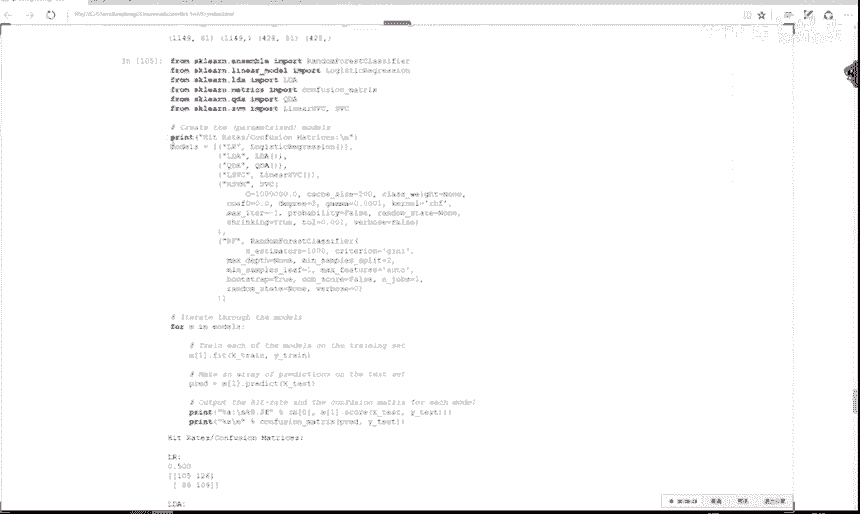 (1149, 81) (1149,) (428, 81) (428,)
In [105]:
from sklearn.ensemble import RandomForestClassifier
from sklearn.linear_model import LogisticRegression
from sklearn.lda import LDA
from sklearn.metrics import confusion_matrix
from sklearn.qda import QDA
from sklearn.svm import LinearSVC, SVC
# Create the (parametrised) models
print("Hit Rates/Confusion Matrices:\n")
models = [("LR", LogisticRegression()),
("LDA", LDA()),
("QDA", QDA()),
("LSVC", LinearSVC()),
("RSVM", SVC(
cache_size=200, class_weight=None,
coef0=0.0, degree=3, gamma=0.0001, kernel='rbf',
max_iter=-1, probability=False, random_state=None,
shrinking=True, tol=0.001, verbose=False)
),
("RF", RandomForestClassifier(
n_estimators=1000, criterion='gini',
max_depth=None, min_samples_split=2,
min_samples_leaf=1, max_features='auto',
bootstrap=True, oob_score=False, n_jobs=1,
random_state=None, verbose=0)
)]
# Iterate through the models
for m in models:
# Train each of the models on the training set
m[1].fit(X_train, y_train)
# Make an array of predictions on the test set
pred = m[1].predict(X_test)
# Output the hit-rate and the confusion matrix for each model
print("%s:\n%0.3f" % (m[0], m[1].score(X_test, y_test)))
print("%s\n" % confusion_matrix(pred, y_test))
Hit Rates/Confusion Matrices:
LR:
0.500
[[105 126]
[ 88 109]]
LDA: